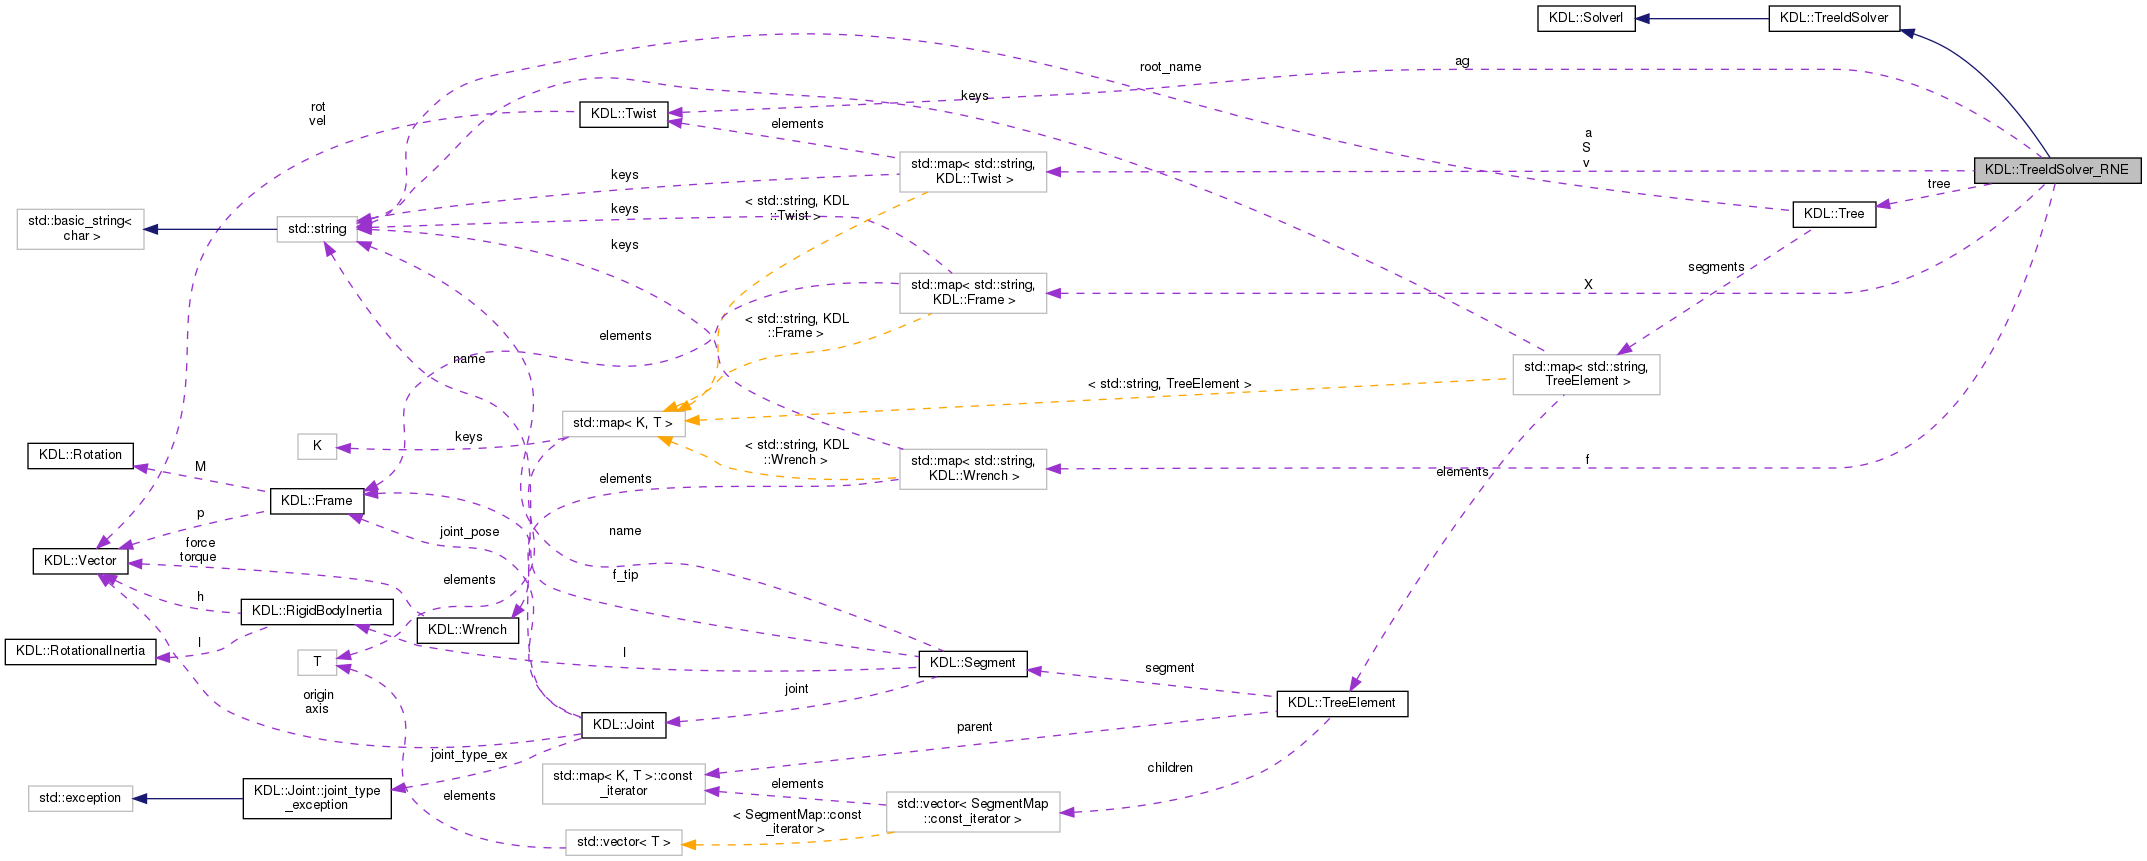 KDL::SolverI
KDL::TreeIdSolver
root_name
ag
keys
rot
vel
KDL::Twist
elements
a
S
v
std::map< std::string,
KDL::Twist >
KDL::TreeIdSolver_RNE
keys
tree
keys
< std::string, KDL
::Twist >
KDL::Tree
std::basic_string<
char >
std::string
keys
segments
std::map< std::string,
KDL::Frame >
X
< std::string, KDL
::Frame >
elements
name
std::map< std::string,
TreeElement >
< std::string, TreeElement >
std::map< K, T >
K
keys
< std::string, KDL
::Wrench >
KDL::Rotation
M
std::map< std::string,
KDL::Wrench >
f
elements
elements
KDL::Frame
p
joint_pose
name
force
torque
KDL::Vector
f_tip
elements
h
KDL::RigidBodyInertia
KDL::Wrench
I
KDL::RotationalInertia
T
I
KDL::Segment
segment
origin
axis
joint
KDL::TreeElement
KDL::Joint
parent
joint_type_ex
std::map< K, T >::const
_iterator
elements
children
std::exception
KDL::Joint::joint_type
_exception
elements
std::vector< SegmentMap
::const_iterator >
< SegmentMap::const
_iterator >
std::vector< T >